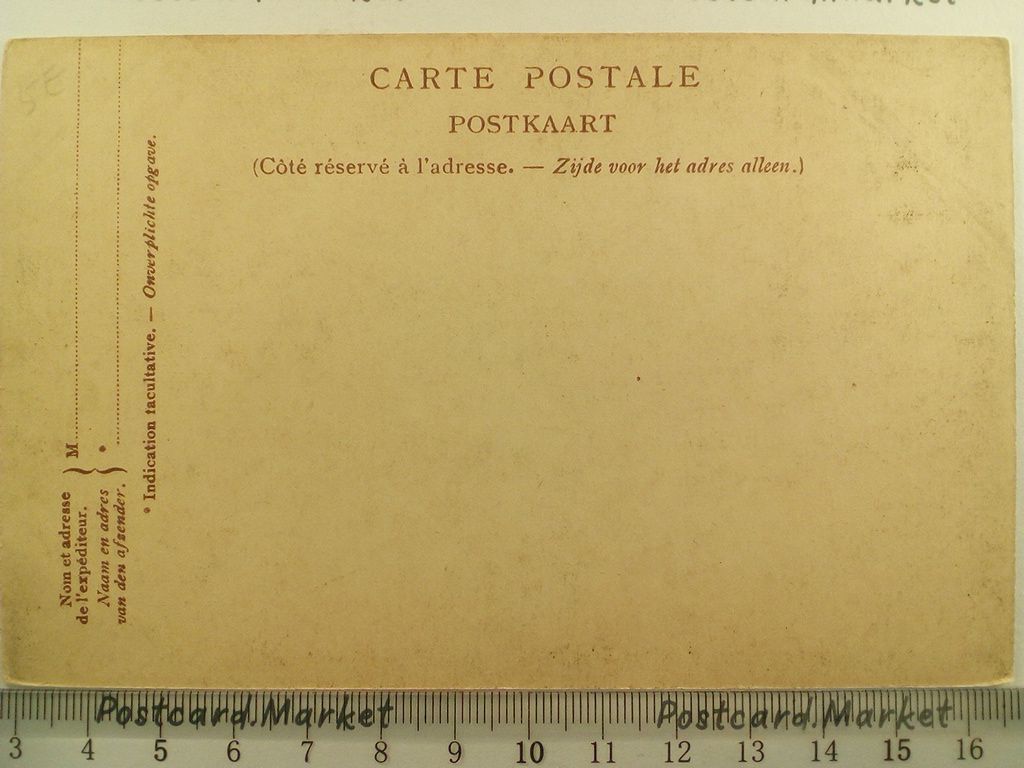 CARTE POSTALE
POSTKAART
(Côté réservé à l'adresse. — Zijde voor het adres alleen.)
Nom et adresse
de l'expéditeur.
M
Naam en adres
van den afzender.
*
* Indication facultative. — Onverplichte opgave.
5E
Postcard.Market Postcard.Market
3 4 5 6 7 8 9 10 11 12 13 14 15 16